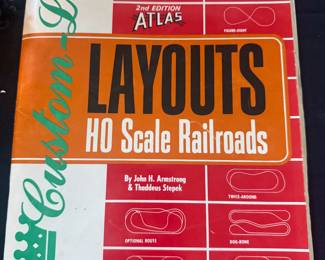 2nd EDITION
ATLAS
FIGURE-EIGHT
Custom-L
LAYOUTS
HO Scale Railroads
By John H. Armstrong
& Thaddeus Stepek
TWICE-AROUND
OPTIONAL ROUTE
DOG-BONE